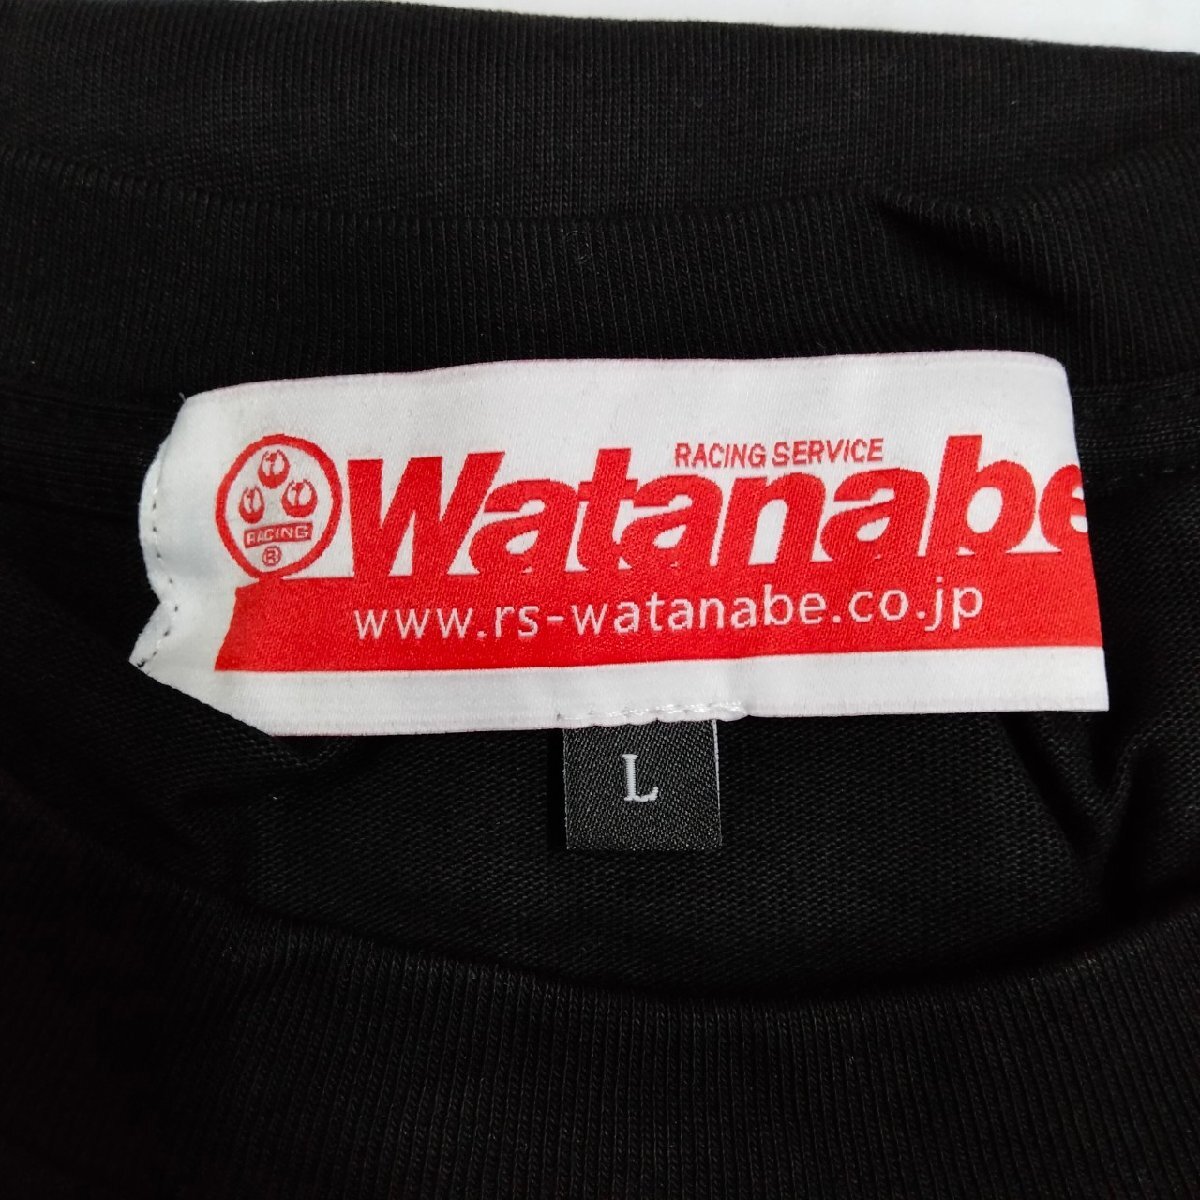 RACING SERVICE
Watanabe
RACING
®
www.rs-watanabe.co.jp
L